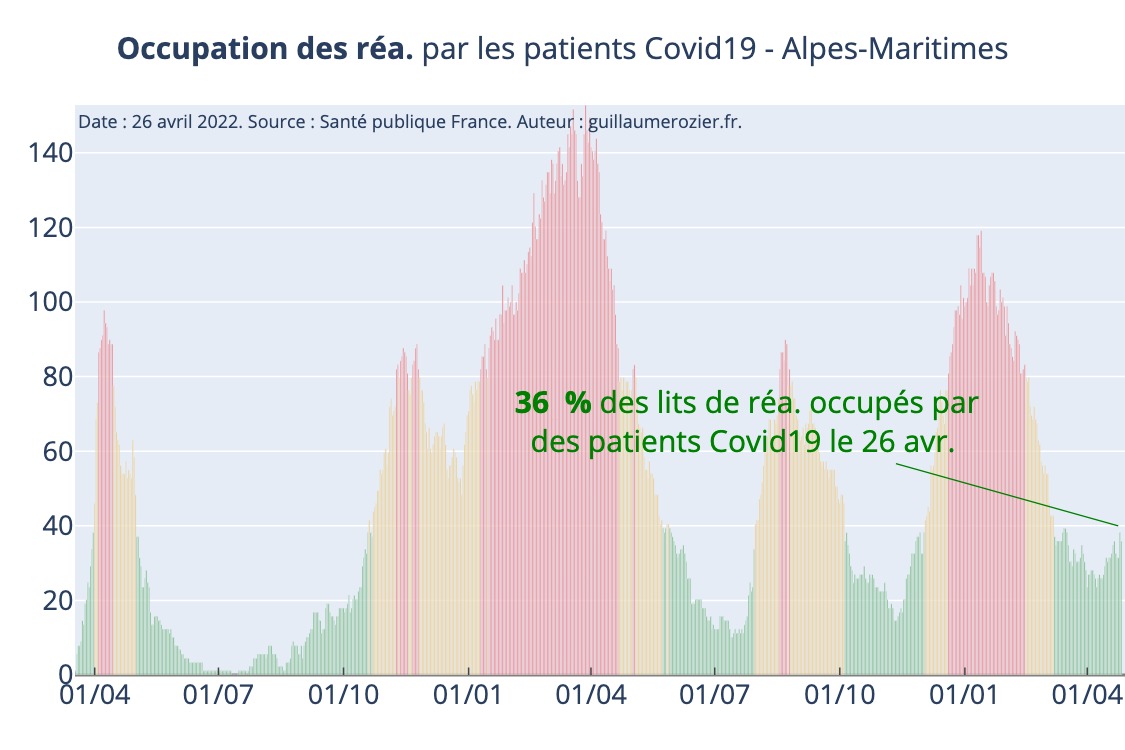 Occupation des réa. par les patients Covid19 - Alpes-Maritimes
Date : 26 avril 2022. Source : Santé publique France. Auteur : guillaumerozier.fr.
140
120
100
80
36 % des lits de réa. occupés par
des patients Covid19 le 26 avr.
60
40
20
0
01/04 01/07 01/10 01/01 01/04 01/07 01/10 01/01 01/04